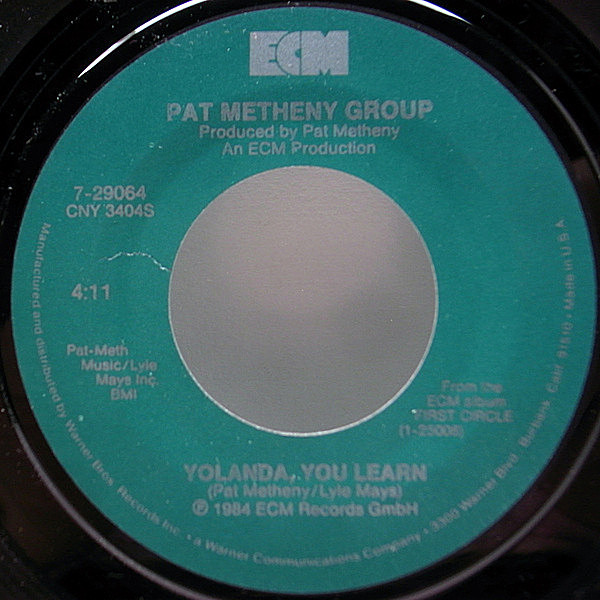 ECM
PAT METHENY GROUP
Produced by Pat Metheny
An ECM Production
7-29064
CNY 3404S
4:11
Pat-Meth
Music/Lyle
Mays Inc.
BMI
From the
ECM album
FIRST CIRCLE
(1-25008)
YOLANDA, YOU LEARN
(Pat Metheny/Lyle Mays)
℗ 1984 ECM Records GmbH
Manufactured and distributed by Warner Bros. Records Inc. • a Warner Communications Company • 3300 Warner Blvd., Burbank, Calif. 91510 • Made in U.S.A.